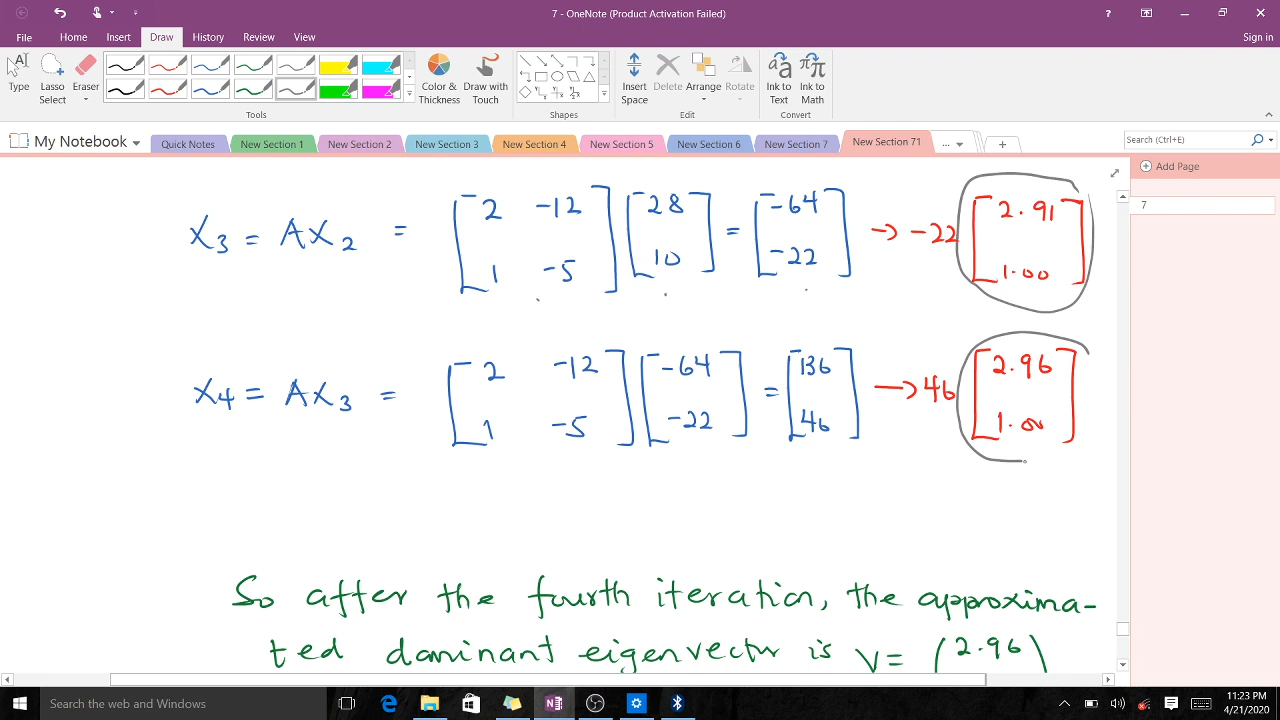 7 - OneNote (Product Activation Failed)
File Home Insert Draw History Review View Sign in
Type Lasso Select Eraser Color & Thickness Draw with Touch Insert Space Delete Arrange Rotate Ink to Text Ink to Math
Tools Shapes Edit Convert
My Notebook Quick Notes New Section 1 New Section 2 New Section 3 New Section 4 New Section 5 New Section 6 New Section 7 New Section 71 ... Search (Ctrl+E)
Add Page
7
X₃ = AX₂ = [2 -12; 1 -5] [28; 10] = [-64; -22] → -22 [2.91; 1.00]
X₄ = AX₃ = [2 -12; 1 -5] [-64; -22] = [136; 46] → 46 [2.96; 1.00]
So after the fourth iteration, the approxima-
ted dominant eigenvector is v = (2.96)
Search the web and Windows
11:23 PM
4/21/2020